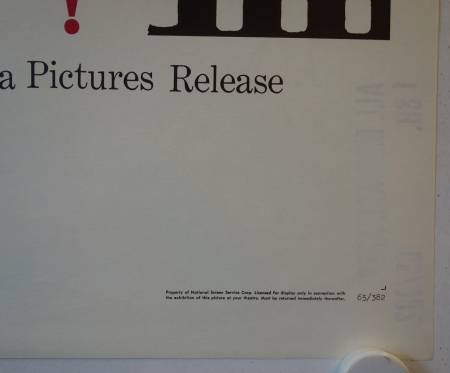 !
a Pictures Release
Property of National Screen Service Corp. Licensed for display only in connection with
the exhibition of this picture at your theatre. Must be returned immediately thereafter.
65/382